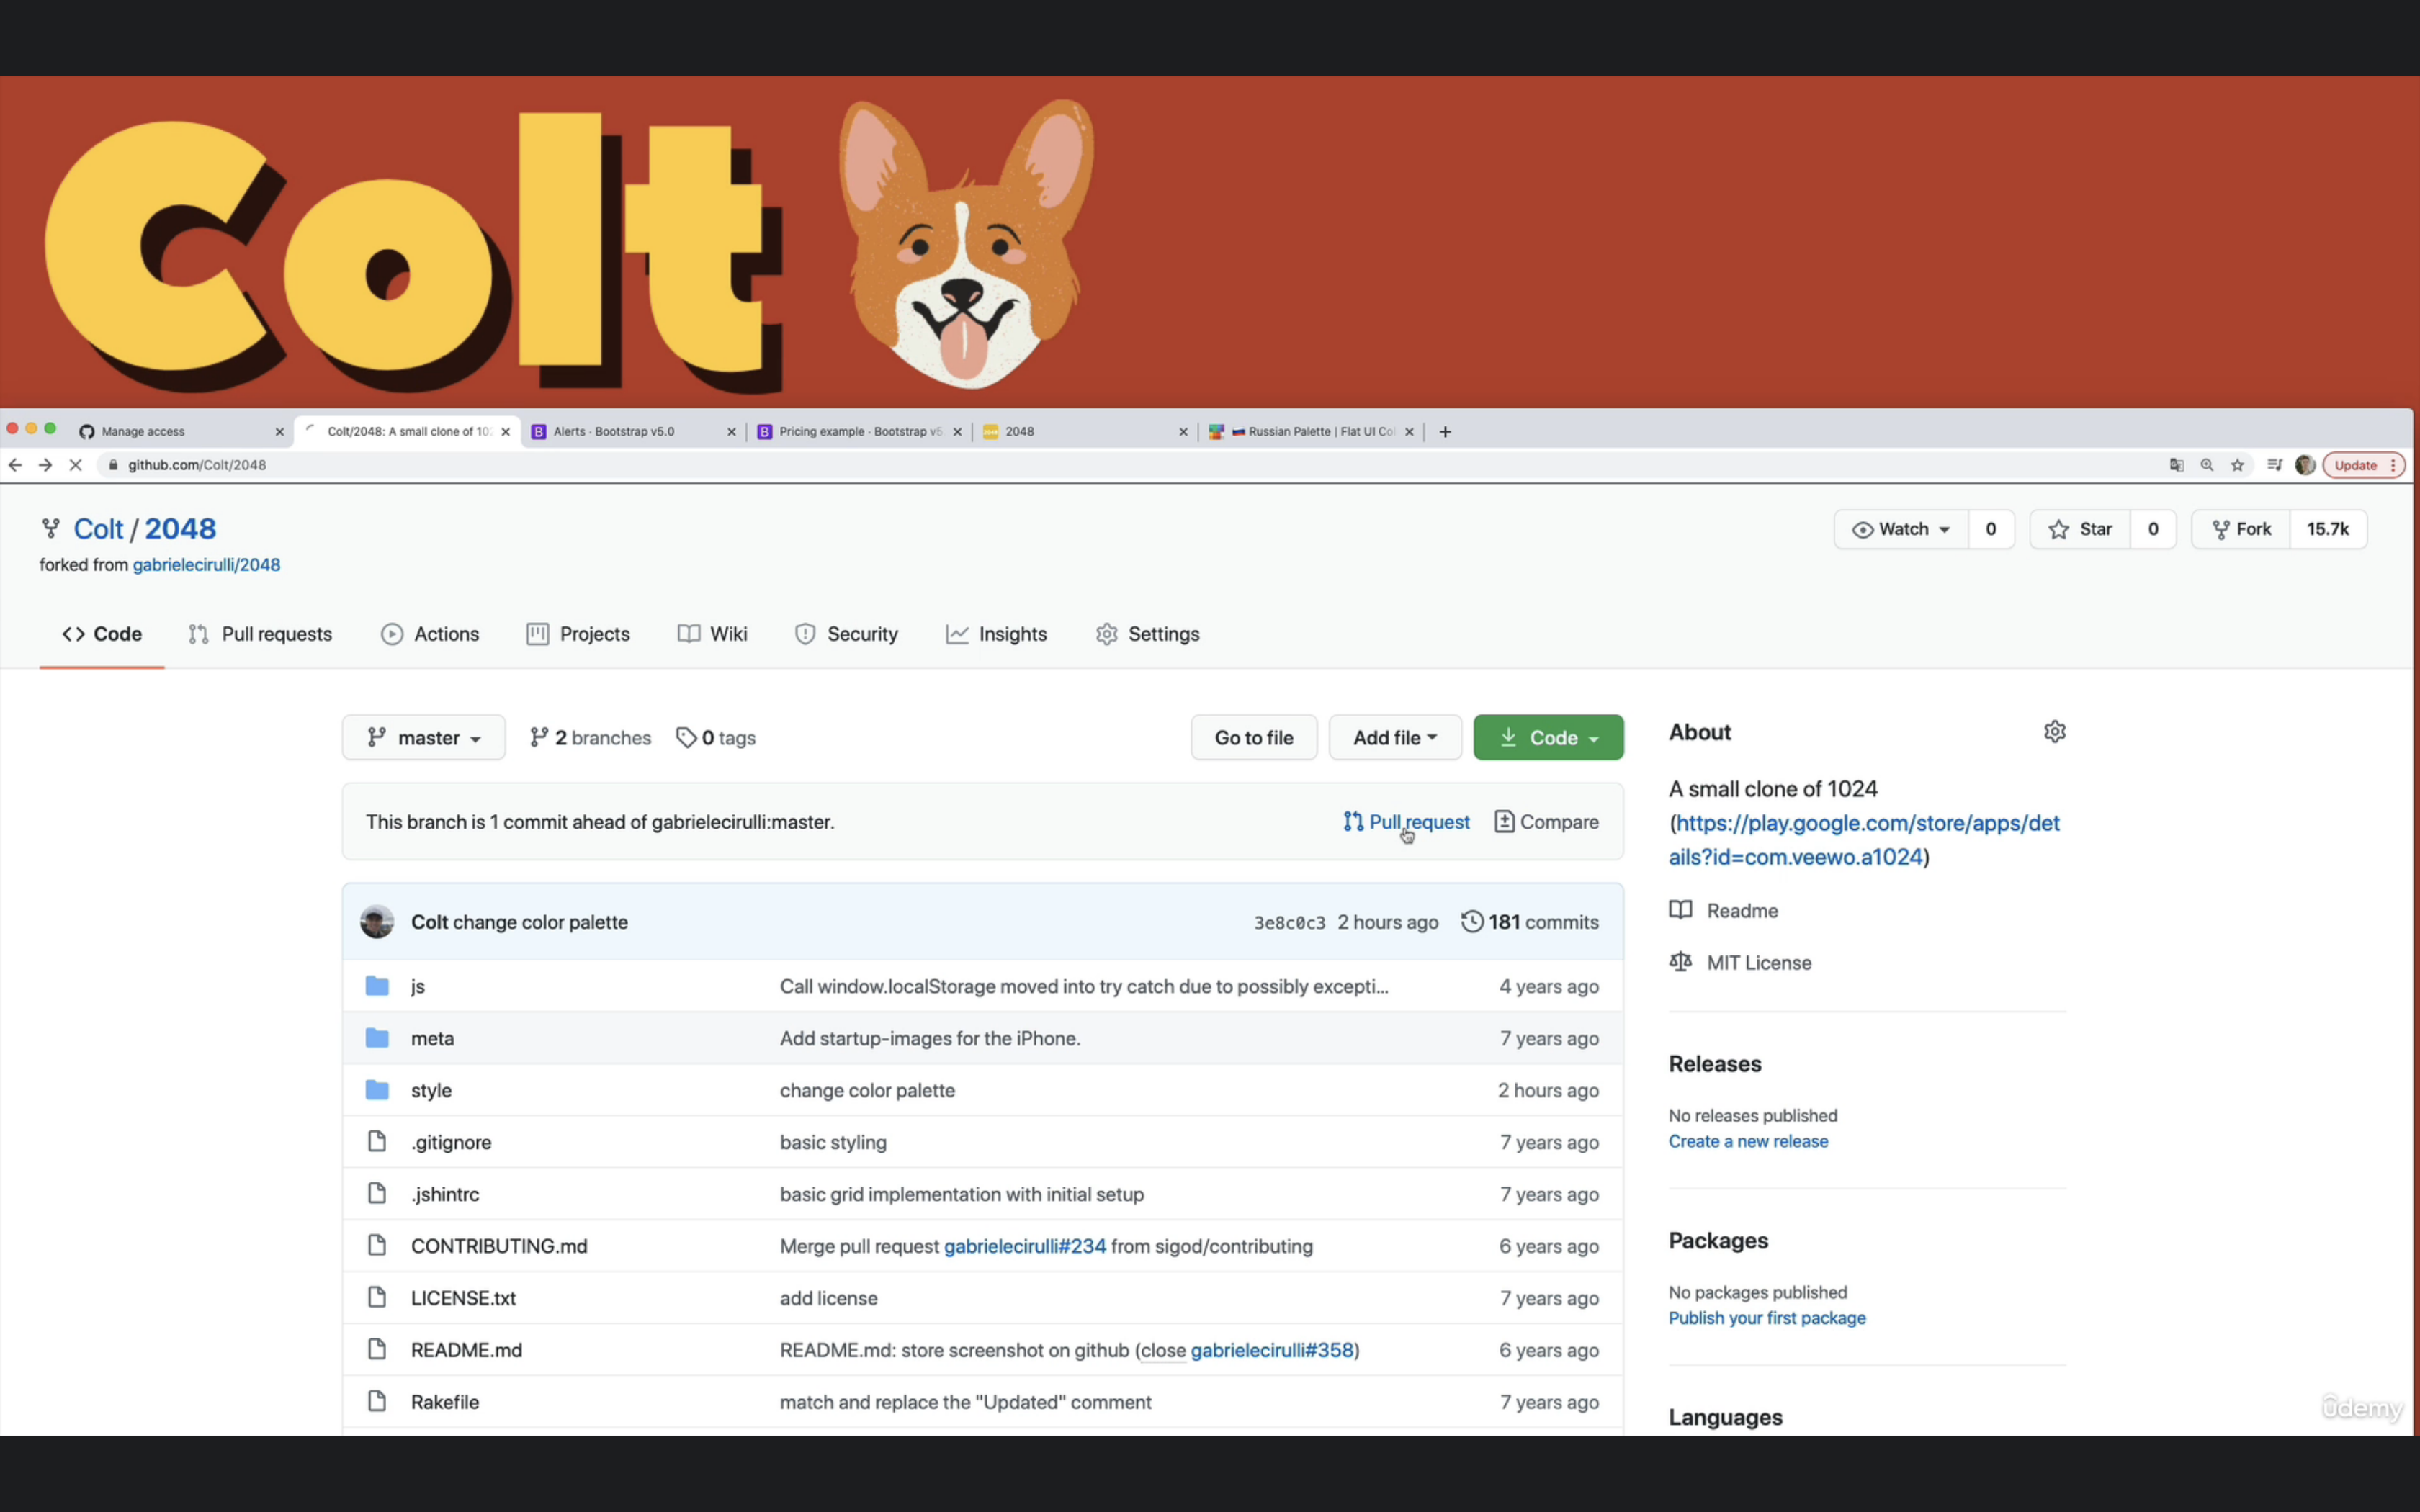 Colt
Manage access
Colt/2048: A small clone of 10
Alerts · Bootstrap v5.0
Pricing example · Bootstrap v5
2048
Russian Palette | Flat UI Co
github.com/Colt/2048
Update
Colt / 2048
Watch 0
Star 0
Fork 15.7k
forked from gabrielecirulli/2048
Code
Pull requests
Actions
Projects
Wiki
Security
Insights
Settings
master
2 branches
0 tags
Go to file
Add file
Code
This branch is 1 commit ahead of gabrielecirulli:master.
Pull request
Compare
Colt change color palette 3e8c0c3 2 hours ago 181 commits
js Call window.localStorage moved into try catch due to possibly excepti... 4 years ago
meta Add startup-images for the iPhone. 7 years ago
style change color palette 2 hours ago
.gitignore basic styling 7 years ago
.jshintrc basic grid implementation with initial setup 7 years ago
CONTRIBUTING.md Merge pull request gabrielecirulli#234 from sigod/contributing 6 years ago
LICENSE.txt add license 7 years ago
README.md README.md: store screenshot on github (close gabrielecirulli#358) 6 years ago
Rakefile match and replace the "Updated" comment 7 years ago
About
A small clone of 1024
(https://play.google.com/store/apps/det
ails?id=com.veewo.a1024)
Readme
MIT License
Releases
No releases published
Create a new release
Packages
No packages published
Publish your first package
Languages
ûdemy